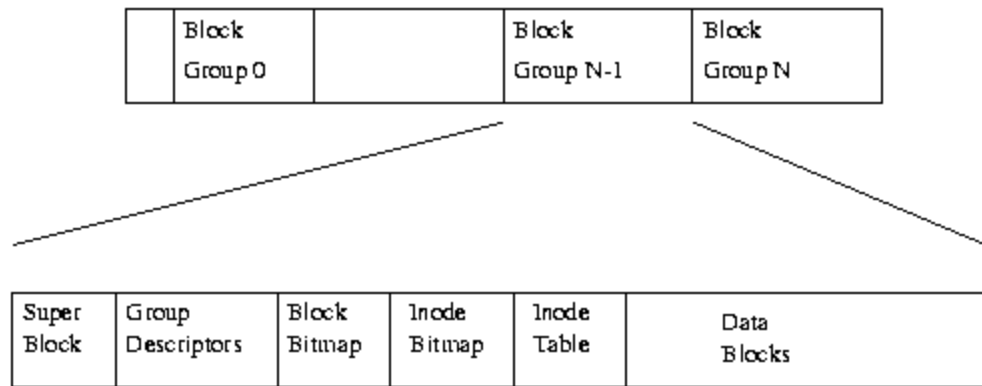 Block
Group 0
Block
Group N-1
Block
Group N
Super
Block
Group
Descriptors
Block
Bitmap
Inode
Bitmap
Inode
Table
Data
Blocks